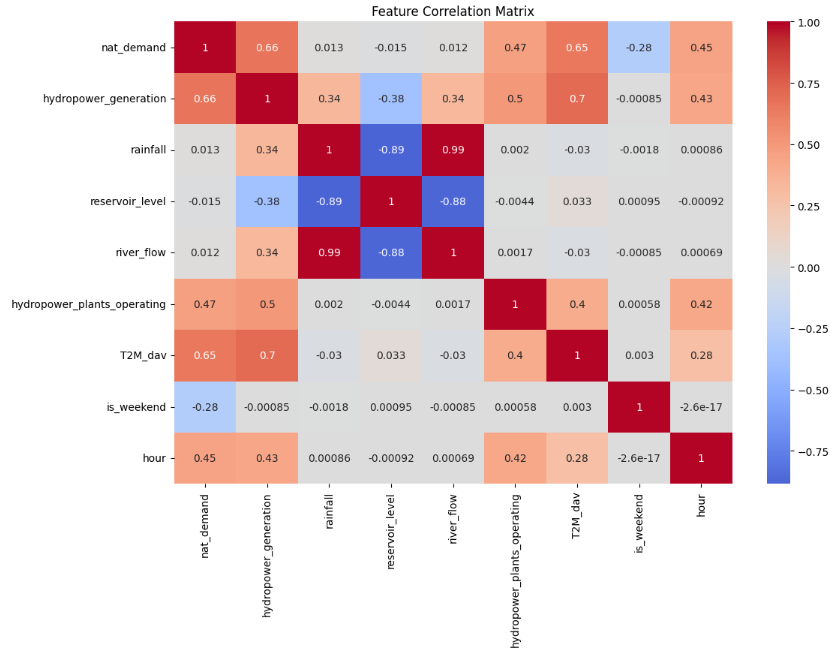 Feature Correlation Matrix
nat_demand 1 0.66 0.013 -0.015 0.012 0.47 0.65 -0.28 0.45
hydropower_generation 0.66 1 0.34 -0.38 0.34 0.5 0.7 -0.00085 0.43
rainfall 0.013 0.34 1 -0.89 0.99 0.002 -0.03 -0.0018 0.00086
reservoir_level -0.015 -0.38 -0.89 1 -0.88 -0.0044 0.033 0.00095 -0.00092
river_flow 0.012 0.34 0.99 -0.88 1 0.0017 -0.03 -0.00085 0.00069
hydropower_plants_operating 0.47 0.5 0.002 -0.0044 0.0017 1 0.4 0.00058 0.42
T2M_dav 0.65 0.7 -0.03 0.033 -0.03 0.4 1 0.003 0.28
is_weekend -0.28 -0.00085 -0.0018 0.00095 -0.00085 0.00058 0.003 1 -2.6e-17
hour 0.45 0.43 0.00086 -0.00092 0.00069 0.42 0.28 -2.6e-17 1
nat_demand
hydropower_generation
rainfall
reservoir_level
river_flow
hydropower_plants_operating
T2M_dav
is_weekend
hour
1.00
0.75
0.50
0.25
0.00
−0.25
−0.50
−0.75